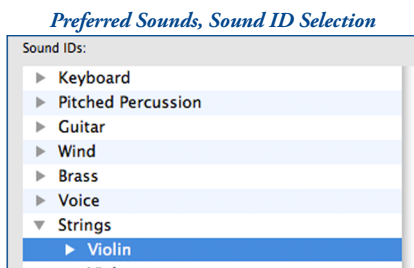 Preferred Sounds, Sound ID Selection
Sound IDs:
Keyboard
Pitched Percussion
Guitar
Wind
Brass
Voice
Strings
Violin